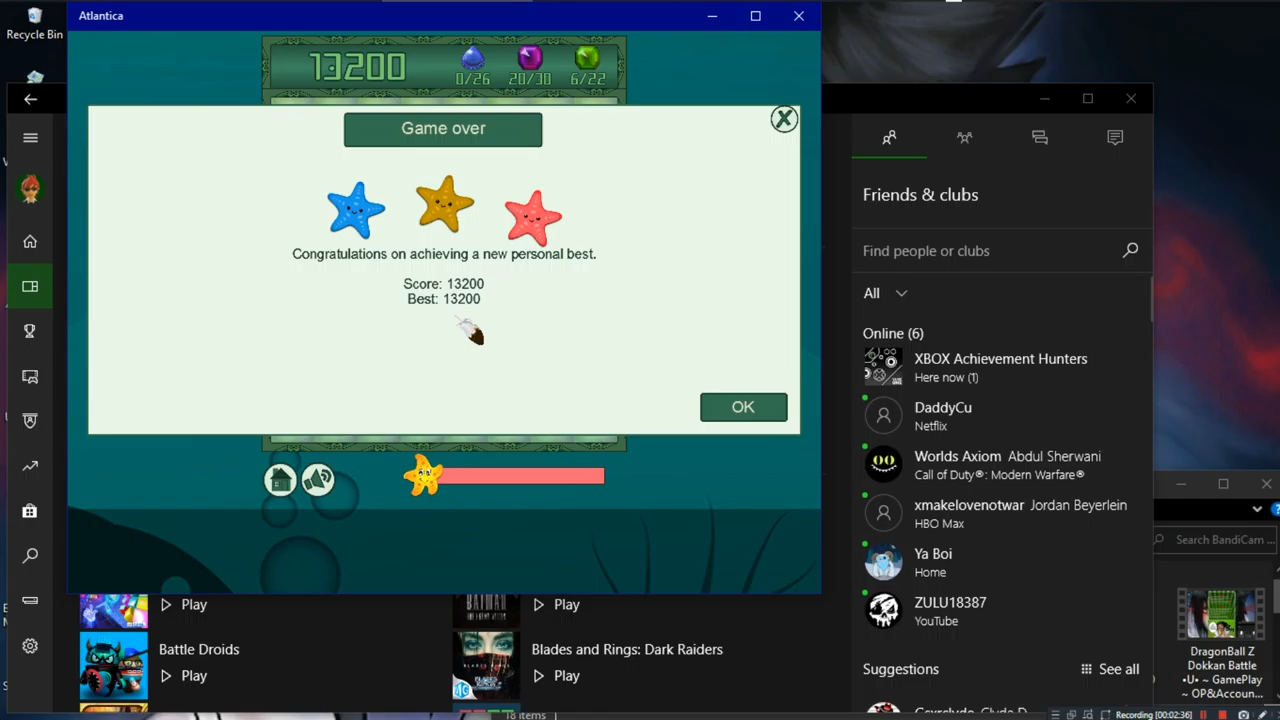 Recycle Bin
Atlantica
13200
0/26
20/30
6/22
Game over
X
Congratulations on achieving a new personal best.
Score: 13200
Best: 13200
OK
Friends & clubs
Find people or clubs
All
Online (6)
XBOX Achievement Hunters
Here now (1)
DaddyCu
Netflix
Worlds Axiom Abdul Sherwani
Call of Duty®: Modern Warfare®
xmakelovenotwar Jordan Beyerlein
HBO Max
Ya Boi
Home
ZULU18387
YouTube
Suggestions
See all
Play
Play
Battle Droids
Play
Blades and Rings: Dark Raiders
Play
Search BandiCam ...
DragonBall Z
Dokkan Battle
•U• ~ GamePlay
~ OP&Accoun...
18 items
Recording [00:02:36]